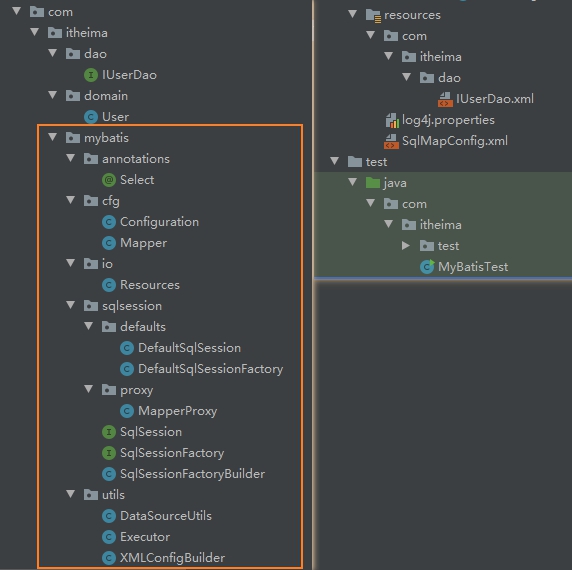 com
itheima
dao
IUserDao
domain
User
mybatis
annotations
Select
cfg
Configuration
Mapper
io
Resources
sqlsession
defaults
DefaultSqlSession
DefaultSqlSessionFactory
proxy
MapperProxy
SqlSession
SqlSessionFactory
SqlSessionFactoryBuilder
utils
DataSourceUtils
Executor
XMLConfigBuilder
resources
com
itheima
dao
IUserDao.xml
log4j.properties
SqlMapConfig.xml
test
java
com
itheima
test
MyBatisTest